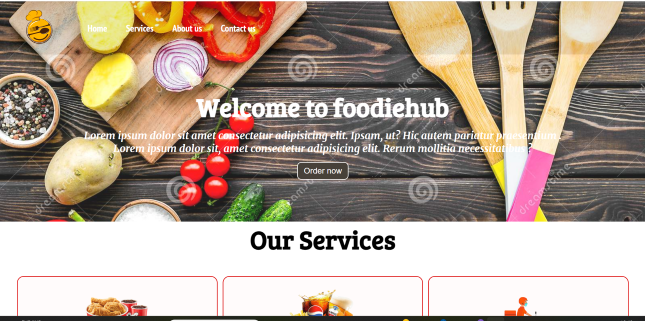 Home Services About us Contact us
Welcome to foodiehub
Lorem ipsum dolor sit amet consectetur adipisicing elit. Ipsam, ut? Hic autem pariatur praesentium
Lorem ipsum dolor sit, amet consectetur adipisicing elit. Rerum mollitia necessitatibus?
Order now
Our Services